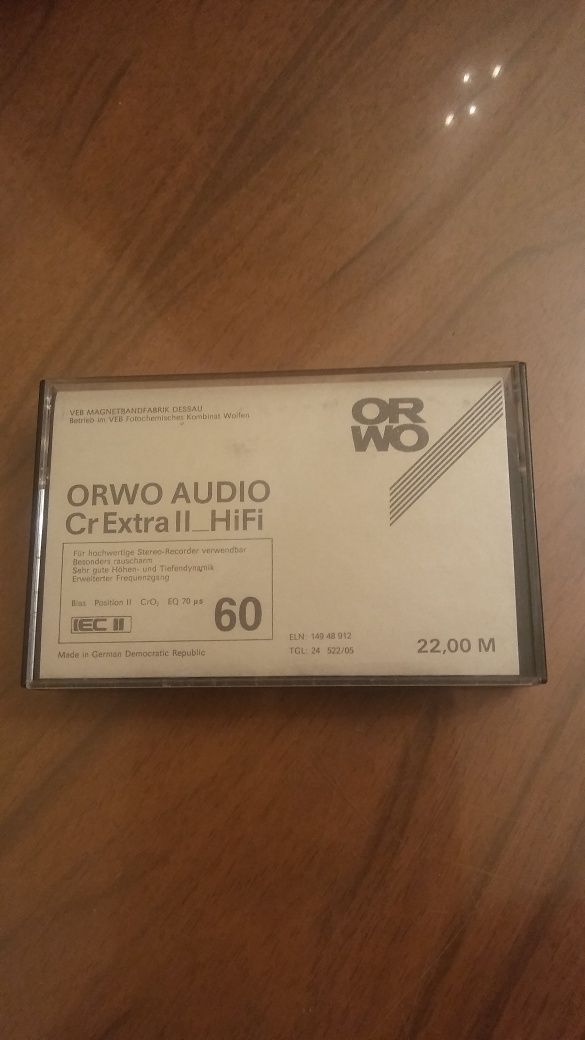 VEB MAGNETBANDFABRIK DESSAU
Betrieb im VEB Fotochemisches Kombinat Wolfen
OR
WO
ORWO AUDIO
Cr Extra II_HiFi
Für hochwertige Stereo-Recorder verwendbar
Besonders rauscharm
Sehr gute Höhen- und Tiefendynamik
Erweiterter Frequenzgang
Bias Position II CrO₂ EQ 70 µs
IEC II
60
Made in German Democratic Republic
ELN: 149 48 912
TGL: 24 522/05
22,00 M